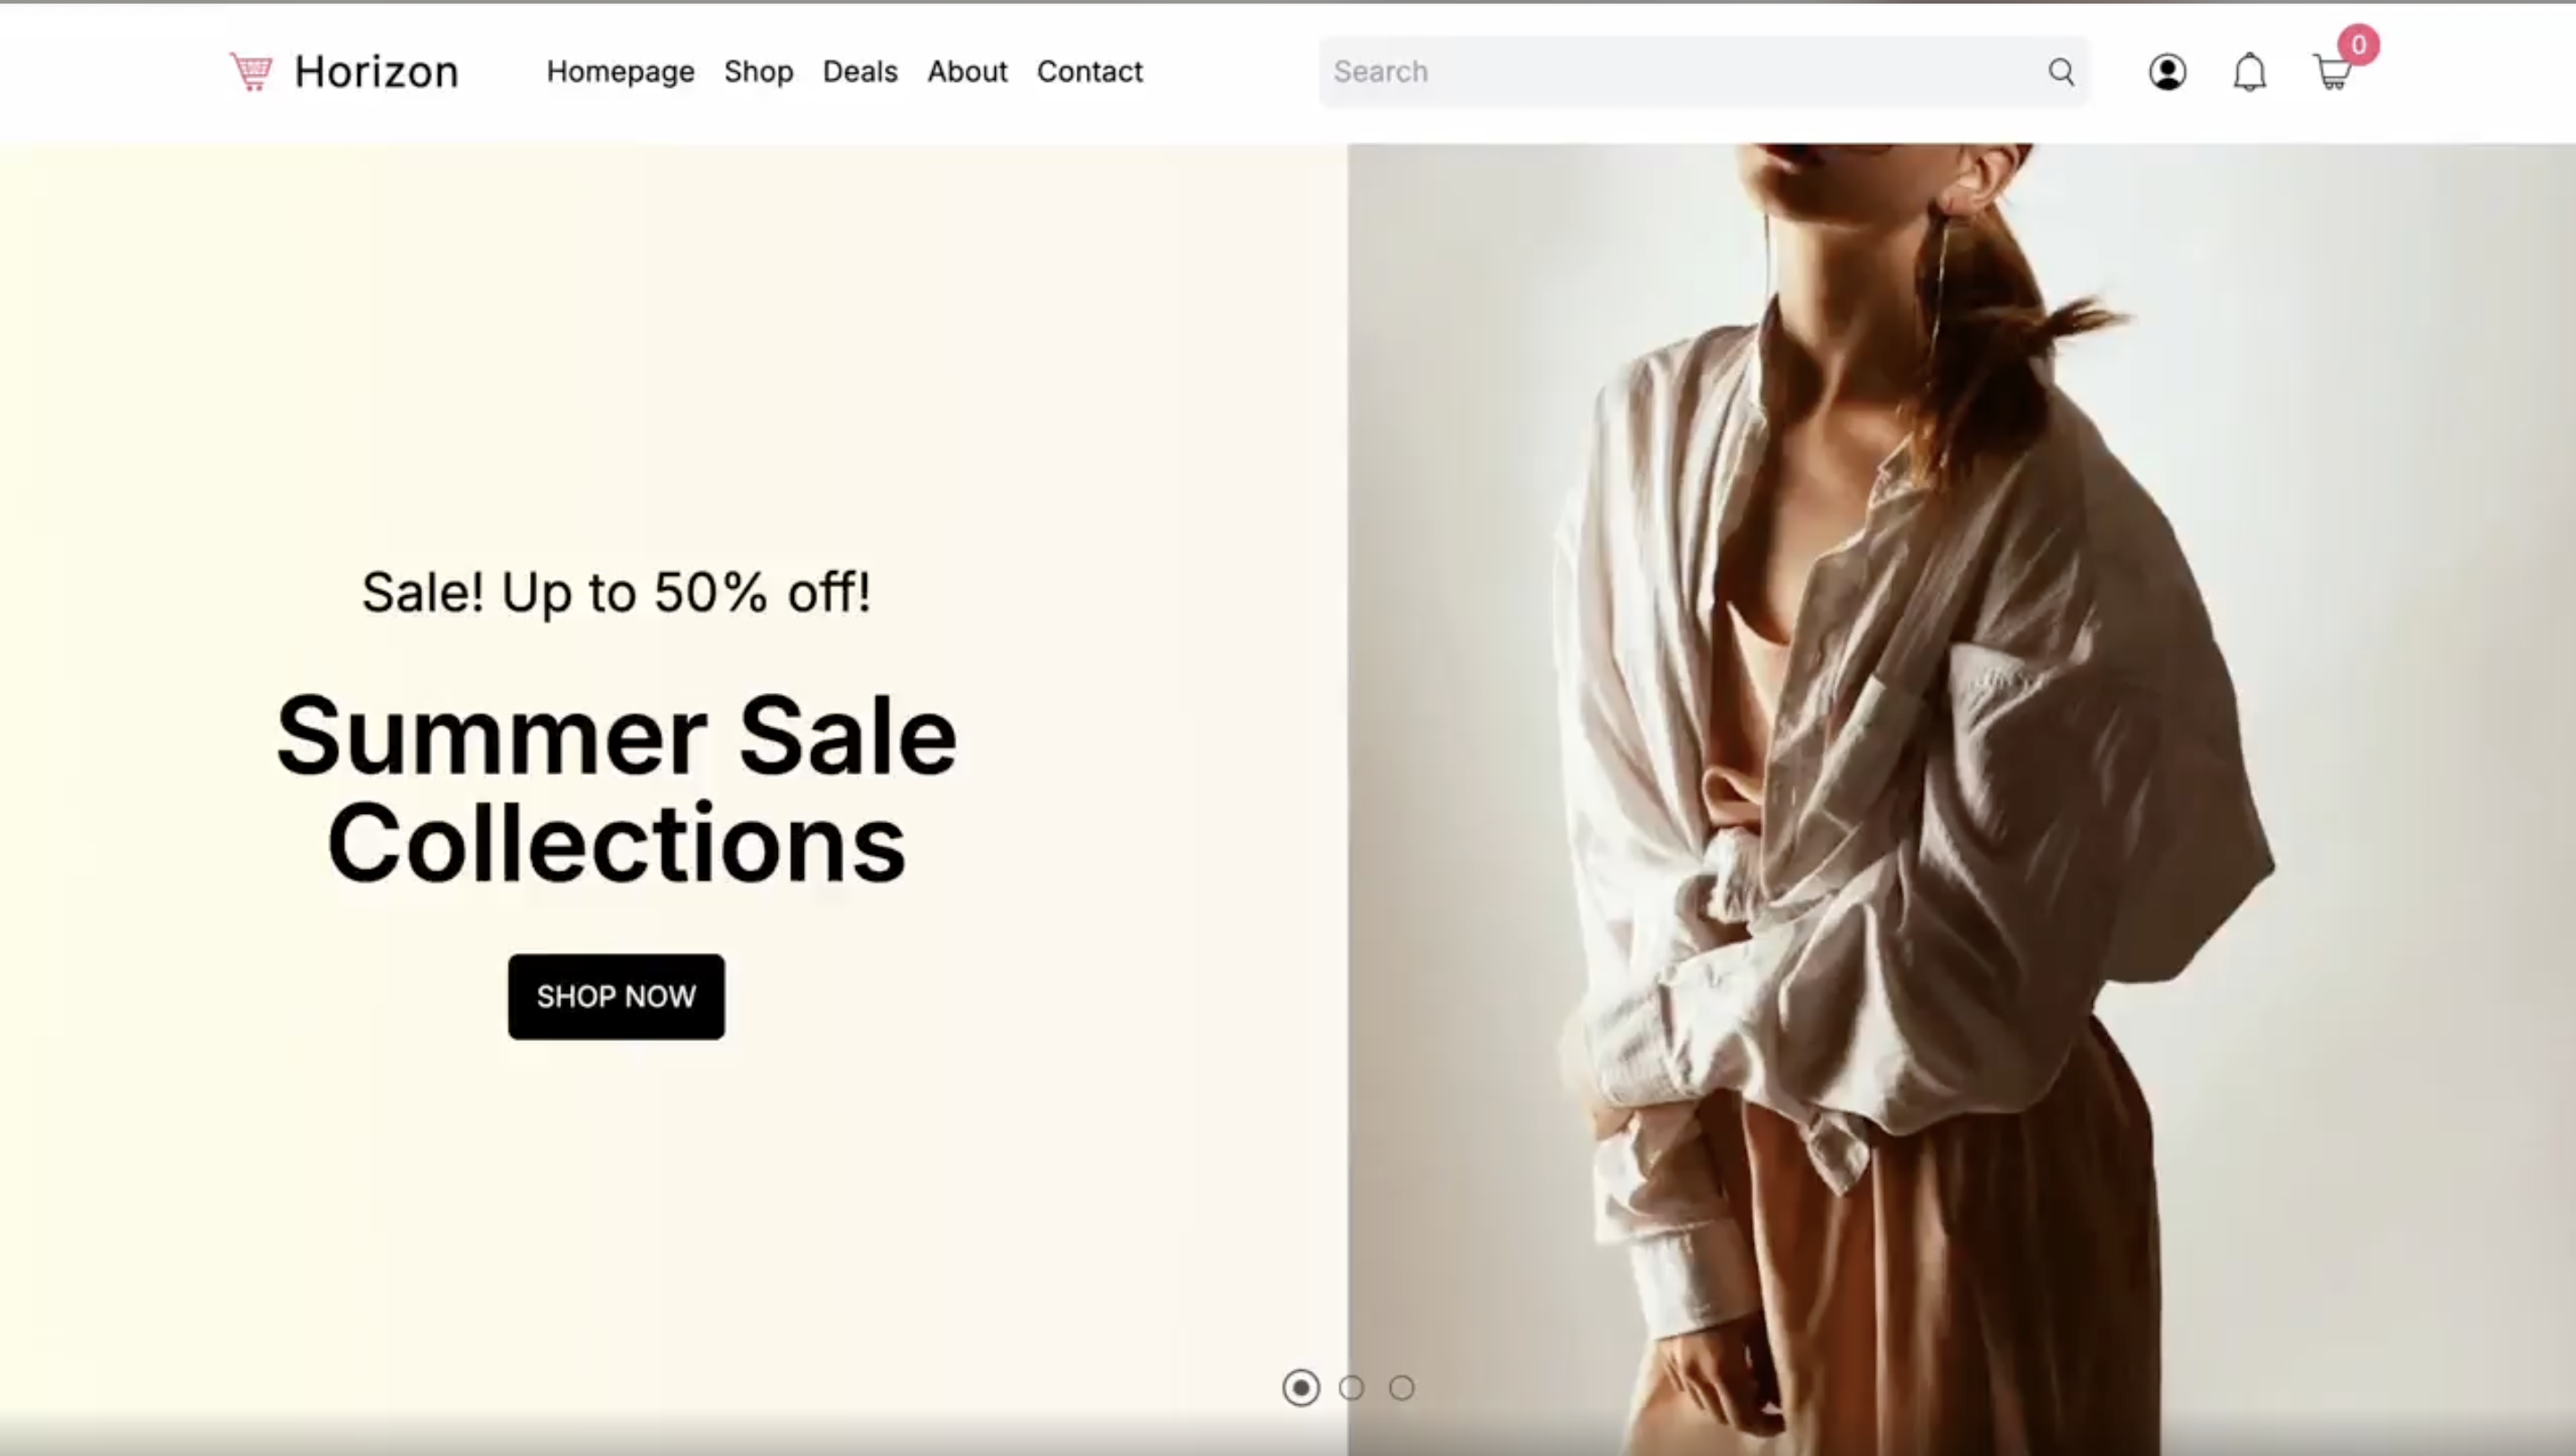 Horizon
Homepage Shop Deals About Contact
Search
0
Sale! Up to 50% off!
Summer Sale
Collections
SHOP NOW